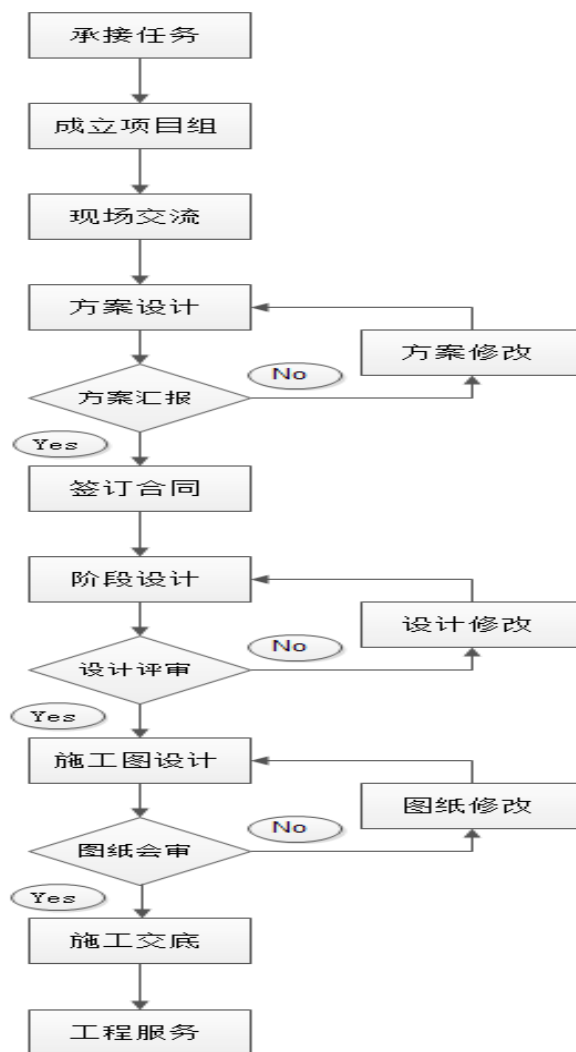 承接任务
成立项目组
现场交流
方案设计
方案修改
No
方案汇报
Yes
签订合同
阶段设计
设计修改
No
设计评审
Yes
施工图设计
图纸修改
No
图纸会审
Yes
施工交底
工程服务